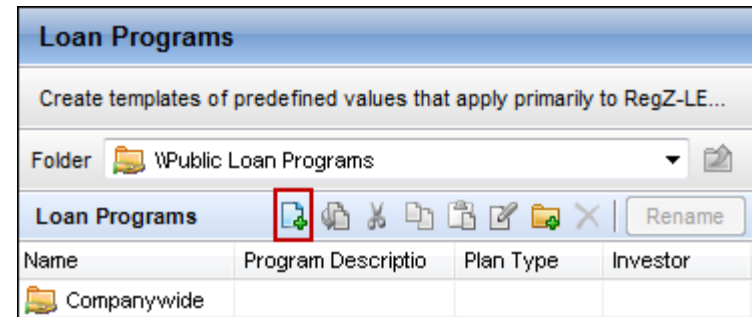 Loan Programs
Create templates of predefined values that apply primarily to RegZ-LE...
Folder \\Public Loan Programs
Loan Programs Rename
Name Program Descriptio Plan Type Investor
Companywide